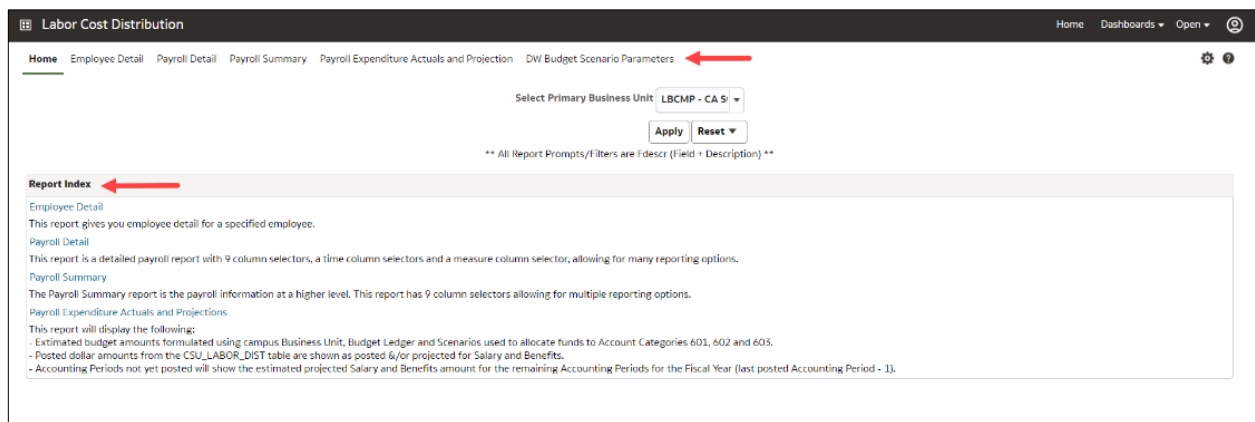 Labor Cost Distribution
Home Dashboards Open
Home Employee Detail Payroll Detail Payroll Summary Payroll Expenditure Actuals and Projection DW Budget Scenario Parameters
Select Primary Business Unit LBCMP - CA S
Apply Reset
** All Report Prompts/Filters are Fdescr (Field + Description) **
Report Index
Employee Detail
This report gives you employee detail for a specified employee.
Payroll Detail
This report is a detailed payroll report with 9 column selectors, a time column selectors and a measure column selector, allowing for many reporting options.
Payroll Summary
The Payroll Summary report is the payroll information at a higher level. This report has 9 column selectors allowing for multiple reporting options.
Payroll Expenditure Actuals and Projections
This report will display the following:
- Extimated budget amounts formulated using campus Business Unit, Budget Ledger and Scenarios used to allocate funds to Account Categories 601, 602 and 603.
- Posted dollar amounts from the CSU_LABOR_DIST table are shown as posted &/or projected for Salary and Benefits.
- Accounting Periods not yet posted will show the estimated projected Salary and Benefits amount for the remaining Accounting Periods for the Fiscal Year (last posted Accounting Period - 1).